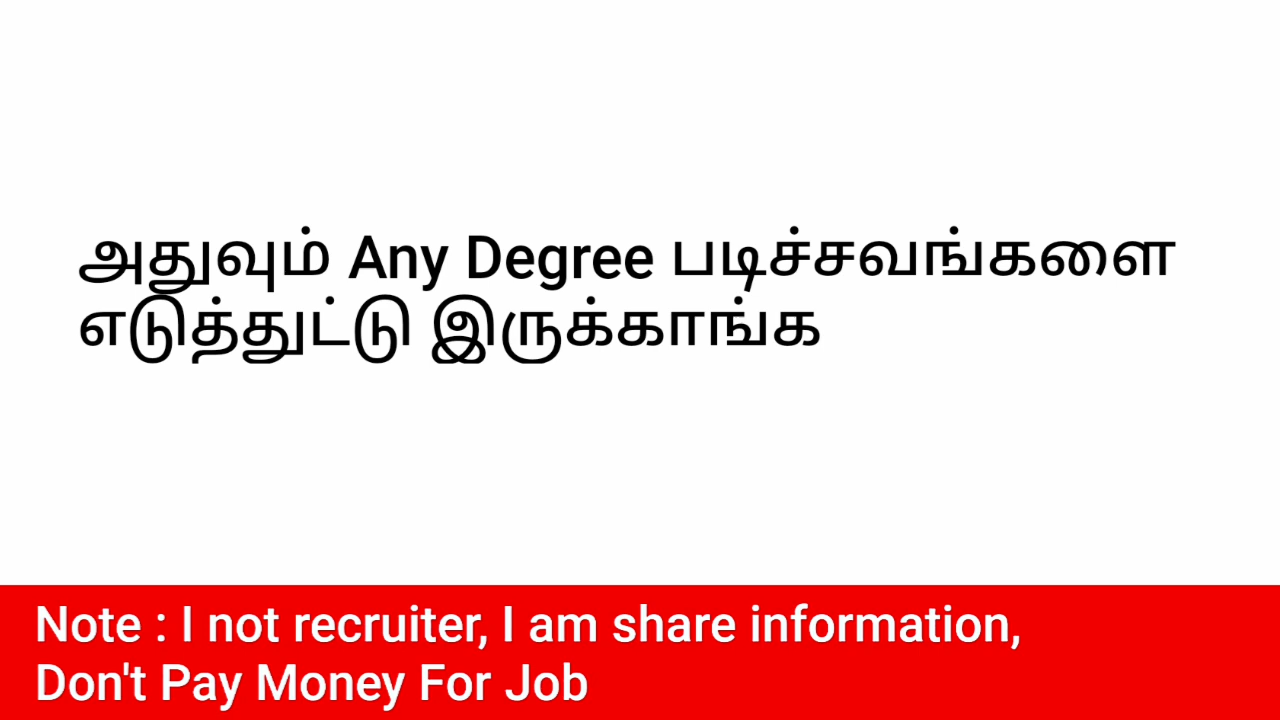 அதுவும் Any Degree படிச்சவங்களை
எடுத்துட்டு இருக்காங்க
Note : I not recruiter, I am share information,
Don't Pay Money For Job